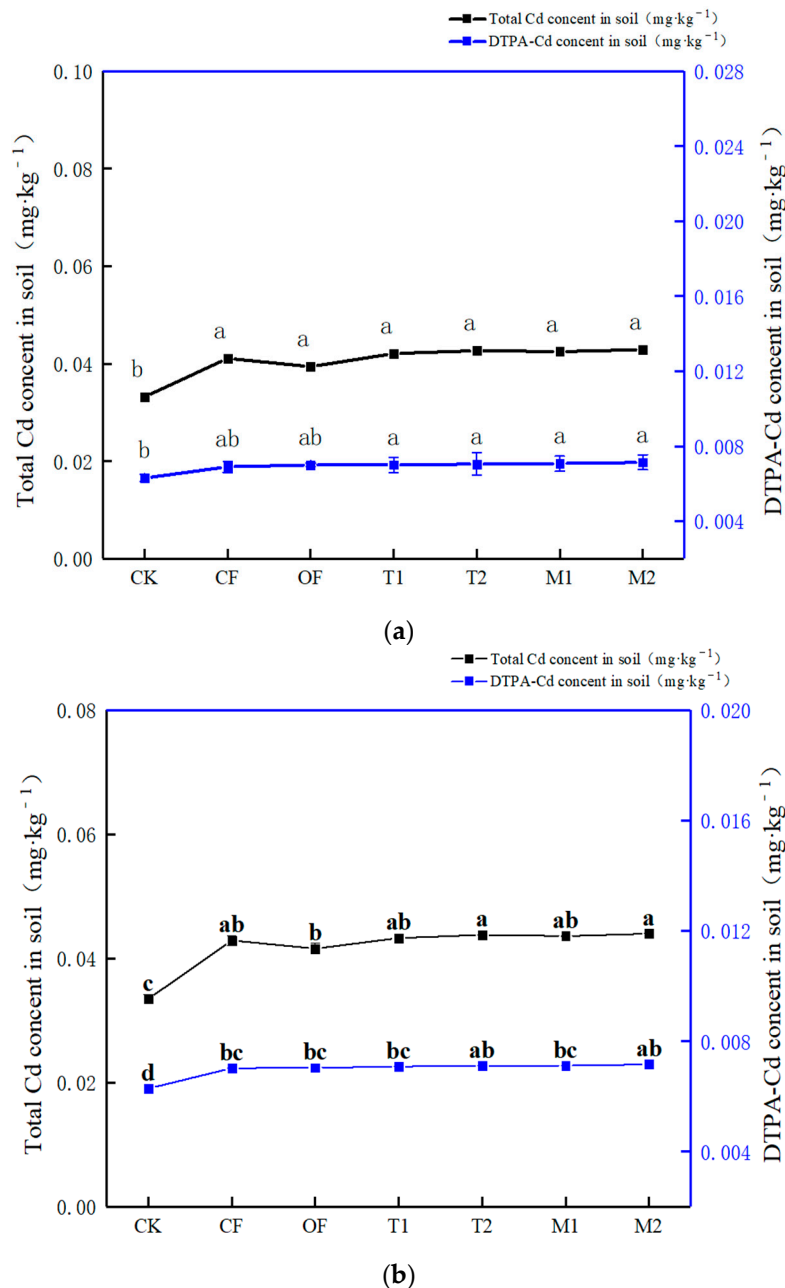 Total Cd concent in soil (mg·kg⁻¹)
DTPA-Cd concent in soil (mg·kg⁻¹)
0.10
0.08
0.06
0.04
0.02
0.00
Total Cd concent in soil (mg·kg⁻¹)
0.028
0.024
0.020
0.016
0.012
0.008
0.004
DTPA-Cd concent in soil (mg·kg⁻¹)
b a a a a a a
b ab ab a a a a
CK CF OF T1 T2 M1 M2
(a)
Total Cd concent in soil (mg·kg⁻¹)
DTPA-Cd concent in soil (mg·kg⁻¹)
0.08
0.06
0.04
0.02
0.00
Total Cd concent in soil (mg·kg⁻¹)
0.020
0.016
0.012
0.008
0.004
DTPA-Cd concent in soil (mg·kg⁻¹)
c ab b ab a ab a
d bc bc bc ab bc ab
CK CF OF T1 T2 M1 M2
(b)